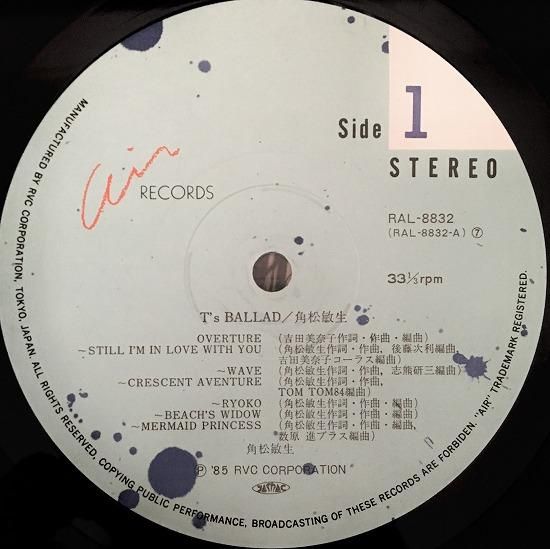 Side 1
STEREO
Air RECORDS
RAL-8832
(RAL-8832-A) ⑦
33 1/3 rpm
T's BALLAD/角松敏生
OVERTURE (吉田美奈子作詞・作曲・編曲)
~STILL I'M IN LOVE WITH YOU (角松敏生作詞・作曲, 後藤次利編曲,
吉田美奈子コーラス編曲)
~WAVE (角松敏生作詞・作曲, 志熊研三編曲)
~CRESCENT AVENTURE (角松敏生作詞・作曲,
TOM TOM84編曲)
~RYOKO (角松敏生作詞・作曲・編曲)
~BEACH'S WIDOW (角松敏生作詞・作曲・編曲)
~MERMAID PRINCESS (角松敏生作詞・作曲・編曲,
数原 進ブラス編曲)
角松敏生
Ⓟ '85 RVC CORPORATION
JASRAC
MANUFACTURED BY RVC CORPORATION, TOKYO, JAPAN. ALL RIGHTS RESERVED, COPYING PUBLIC PERFORMANCE, BROADCASTING OF THESE RECORDS ARE FORBIDDEN. "AIR" TRADEMARK REGISTERED.